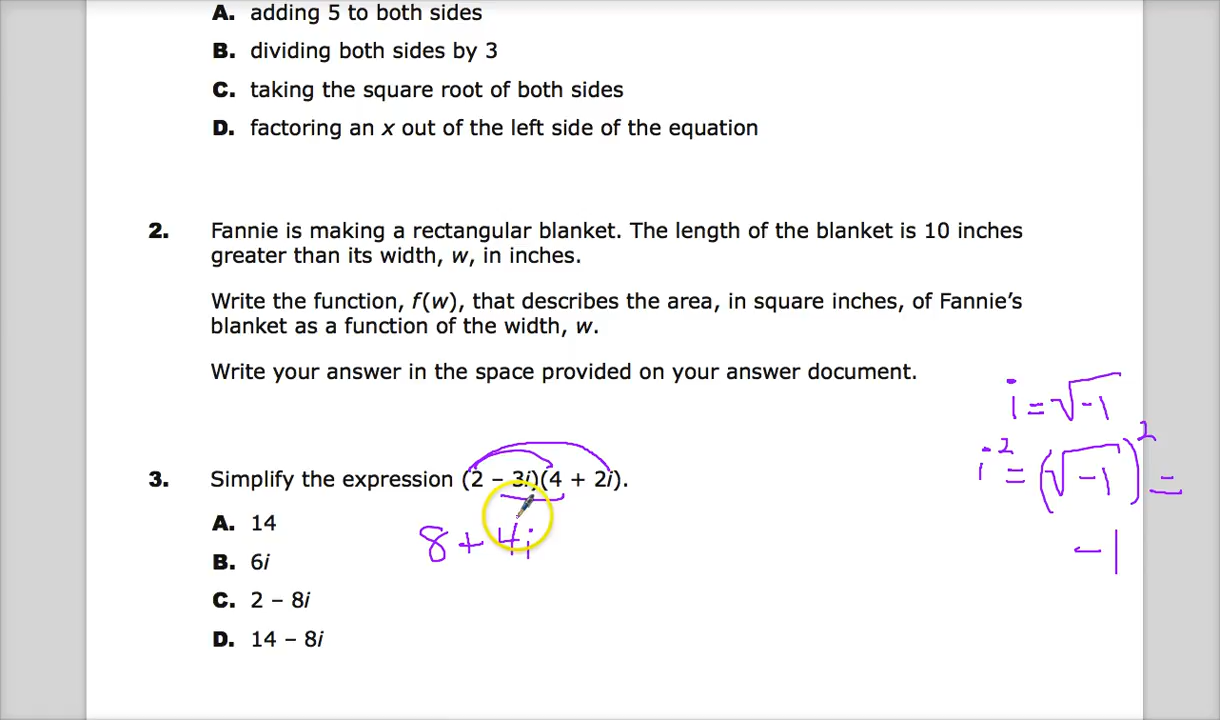 A. adding 5 to both sides
B. dividing both sides by 3
C. taking the square root of both sides
D. factoring an x out of the left side of the equation
2. Fannie is making a rectangular blanket. The length of the blanket is 10 inches
greater than its width, w, in inches.
Write the function, f(w), that describes the area, in square inches, of Fannie’s
blanket as a function of the width, w.
Write your answer in the space provided on your answer document.
i = √-1
i² = (√-1)² =
-1
3. Simplify the expression (2 – 3i)(4 + 2i).
8 + 4i
A. 14
B. 6i
C. 2 – 8i
D. 14 – 8i